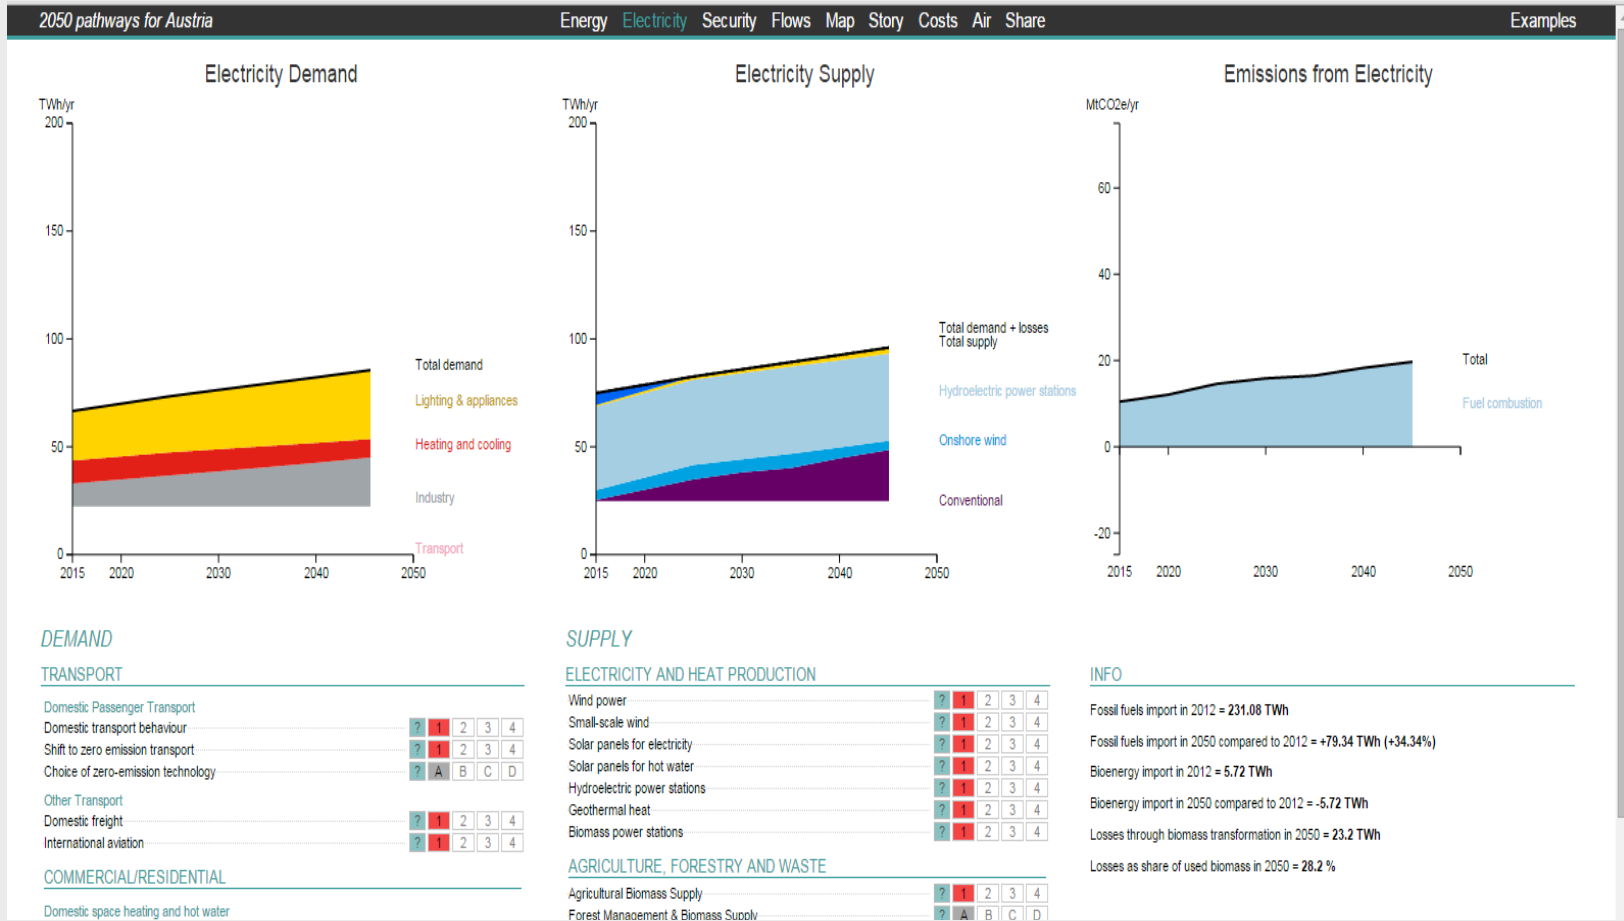 2050 pathways for Austria
Energy Electricity Security Flows Map Story Costs Air Share
Examples
Electricity Demand
TWh/yr
200
150
100
50
0
2015 2020 2030 2040 2050
Total demand
Lighting & appliances
Heating and cooling
Industry
Transport
Electricity Supply
TWh/yr
200
150
100
50
0
2015 2020 2030 2040 2050
Total demand + losses
Total supply
Hydroelectric power stations
Onshore wind
Conventional
Emissions from Electricity
MtCO2e/yr
60
40
20
0
-20
2015 2020 2030 2040 2050
Total
Fuel combustion
DEMAND
TRANSPORT
Domestic Passenger Transport
Domestic transport behaviour ? 1 2 3 4
Shift to zero emission transport ? 1 2 3 4
Choice of zero-emission technology ? A B C D
Other Transport
Domestic freight ? 1 2 3 4
International aviation ? 1 2 3 4
COMMERCIAL/RESIDENTIAL
Domestic space heating and hot water
SUPPLY
ELECTRICITY AND HEAT PRODUCTION
Wind power ? 1 2 3 4
Small-scale wind ? 1 2 3 4
Solar panels for electricity ? 1 2 3 4
Solar panels for hot water ? 1 2 3 4
Hydroelectric power stations ? 1 2 3 4
Geothermal heat ? 1 2 3 4
Biomass power stations ? 1 2 3 4
AGRICULTURE, FORESTRY AND WASTE
Agricultural Biomass Supply ? 1 2 3 4
Forest Management & Biomass Supply ? A B C D
INFO
Fossil fuels import in 2012 = 231.08 TWh
Fossil fuels import in 2050 compared to 2012 = +79.34 TWh (+34.34%)
Bioenergy import in 2012 = 5.72 TWh
Bioenergy import in 2050 compared to 2012 = -5.72 TWh
Losses through biomass transformation in 2050 = 23.2 TWh
Losses as share of used biomass in 2050 = 28.2 %